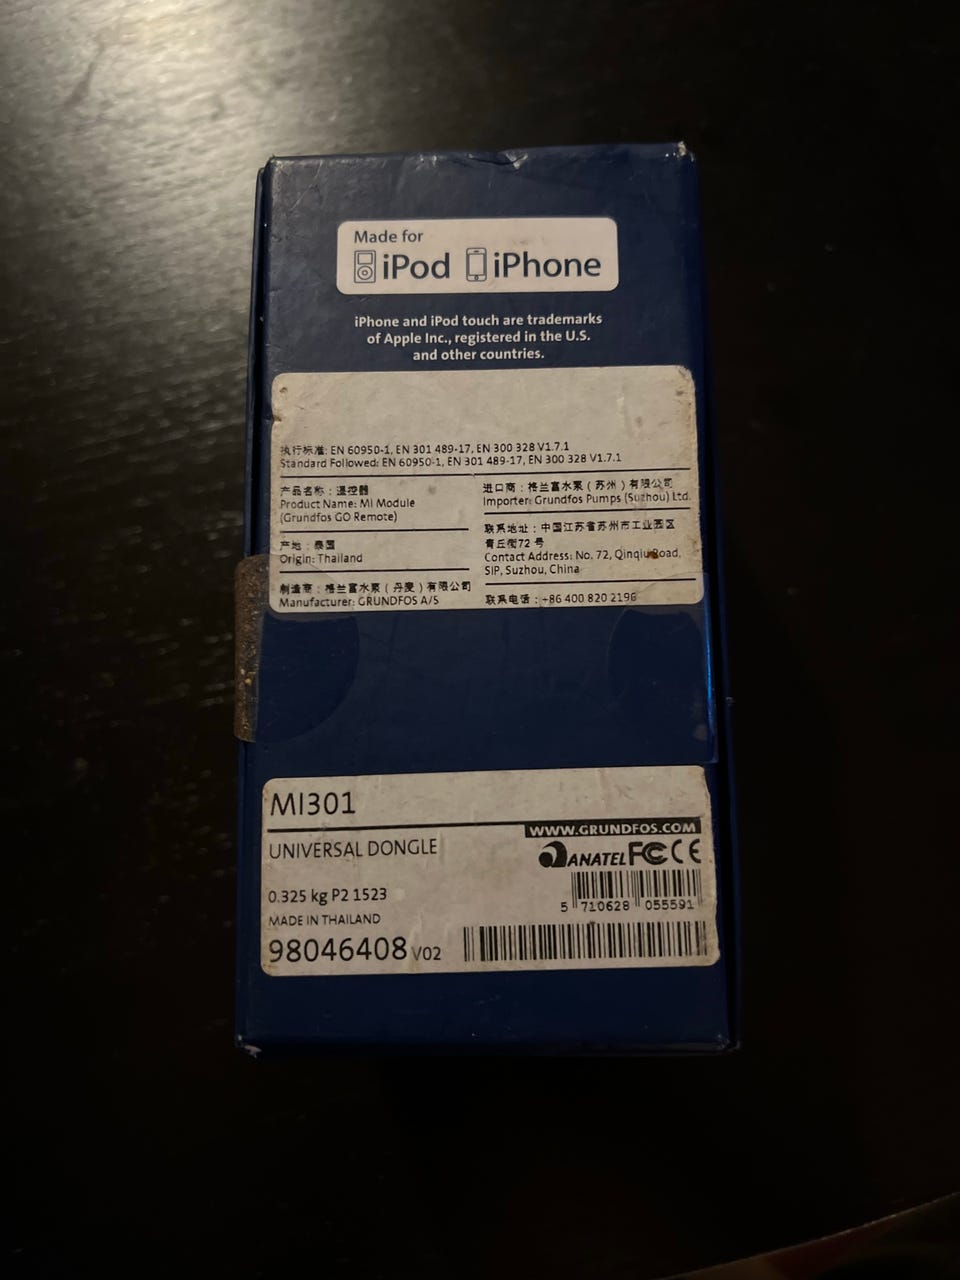 Made for
iPod iPhone
iPhone and iPod touch are trademarks
of Apple Inc., registered in the U.S.
and other countries.
执行标准: EN 60950-1, EN 301 489-17, EN 300 328 V1.7.1
Standard Followed: EN 60950-1, EN 301 489-17, EN 300 328 V1.7.1
产品名称：遥控器
Product Name: MI Module
(Grundfos GO Remote)
产地：泰国
Origin: Thailand
制造商：格兰富水泵（丹麦）有限公司
Manufacturer: GRUNDFOS A/S
进口商：格兰富水泵（苏州）有限公司
Importer: Grundfos Pumps (Suzhou) Ltd.
联系地址：中国江苏省苏州市工业园区
青丘街72 号
Contact Address: No. 72, Qinqiu Road,
SIP, Suzhou, China
联系电话：+86 400 820 2196
MI301
WWW.GRUNDFOS.COM
UNIVERSAL DONGLE
ANATEL FC CE
0.325 kg P2 1523
5 710628 055591
MADE IN THAILAND
98046408 V02